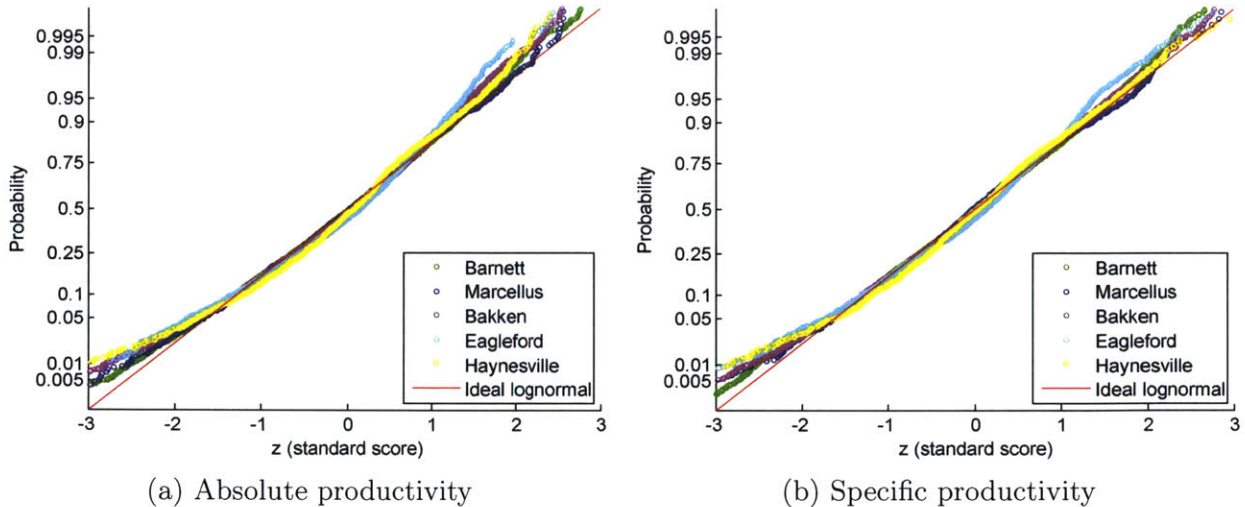 0.995
0.99
0.95
0.9
0.75
0.5
0.25
0.1
0.05
0.01
0.005
Probability
-3 -2 -1 0 1 2 3
z (standard score)
Barnett
Marcellus
Bakken
Eagleford
Haynesville
Ideal lognormal
(a) Absolute productivity
0.995
0.99
0.95
0.9
0.75
0.5
0.25
0.1
0.05
0.01
0.005
Probability
-3 -2 -1 0 1 2 3
z (standard score)
Barnett
Marcellus
Bakken
Eagleford
Haynesville
Ideal lognormal
(b) Specific productivity